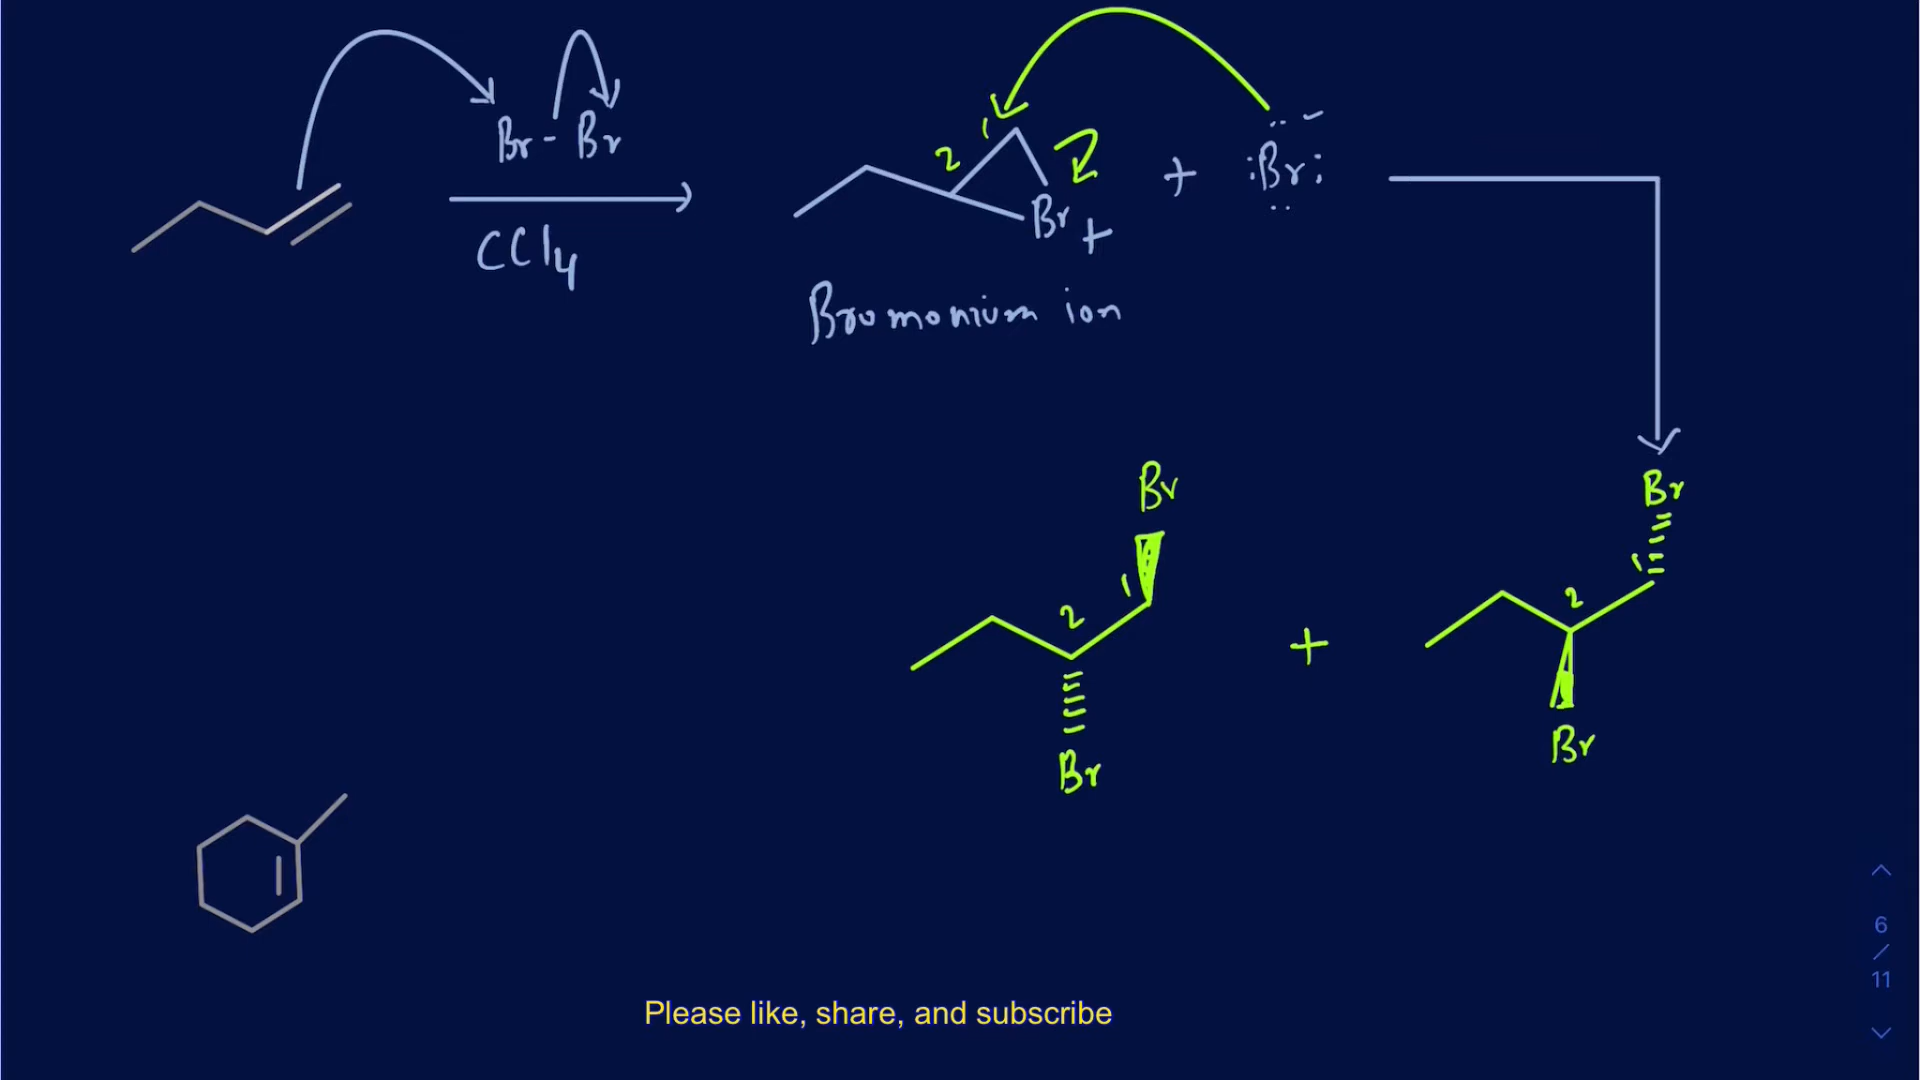 Br - Br
CCl4
2
1
Br +
+
:Br: -
Bromonium ion
Br
1
2
Br
+
Br
1
2
Br
6
/
11
Please like, share, and subscribe